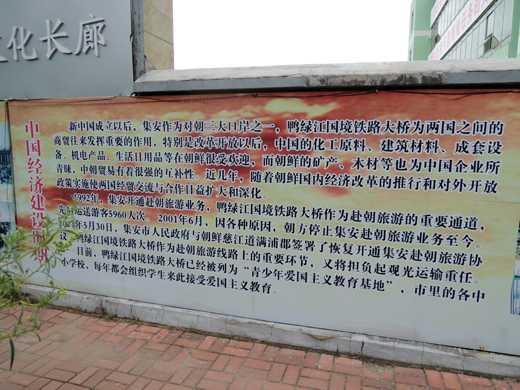 文化长廊
中国经济建设
新中国成立以后，集安作为对朝三大口岸之一，鸭绿江国境铁路大桥为两国之间的
商贸往来发挥重要的作用，特别是改革开放以后，中国的化工原料、建筑材料、成套设
备、机电产品、生活日用品等在朝鲜很受欢迎，而朝鲜的矿产、木材等也为中国企业所
青睐，中朝贸易有着很强的互补性。近几年，随着朝鲜国内经济改革的推行和对外开放
政策实施使两国经贸交流与合作日益扩大和深化。
1992年，集安开通赴朝旅游业务，鸭绿江国境铁路大桥作为赴朝旅游的重要通道，
运送游客5960人次。2001年6月，因各种原因，朝方停止集安赴朝旅游业务至今。
年5月30日，集安市人民政府与朝鲜慈江道满浦郡签署了恢复开通集安赴朝旅游协
议，鸭绿江国境铁路大桥作为赴朝旅游线路上的重要环节，又将担负起观光运输重任。
目前，鸭绿江国境铁路大桥已经被列为“青少年爱国主义教育基地”，市里的各中
小学校，每年都会组织学生来此接受爱国主义教育。